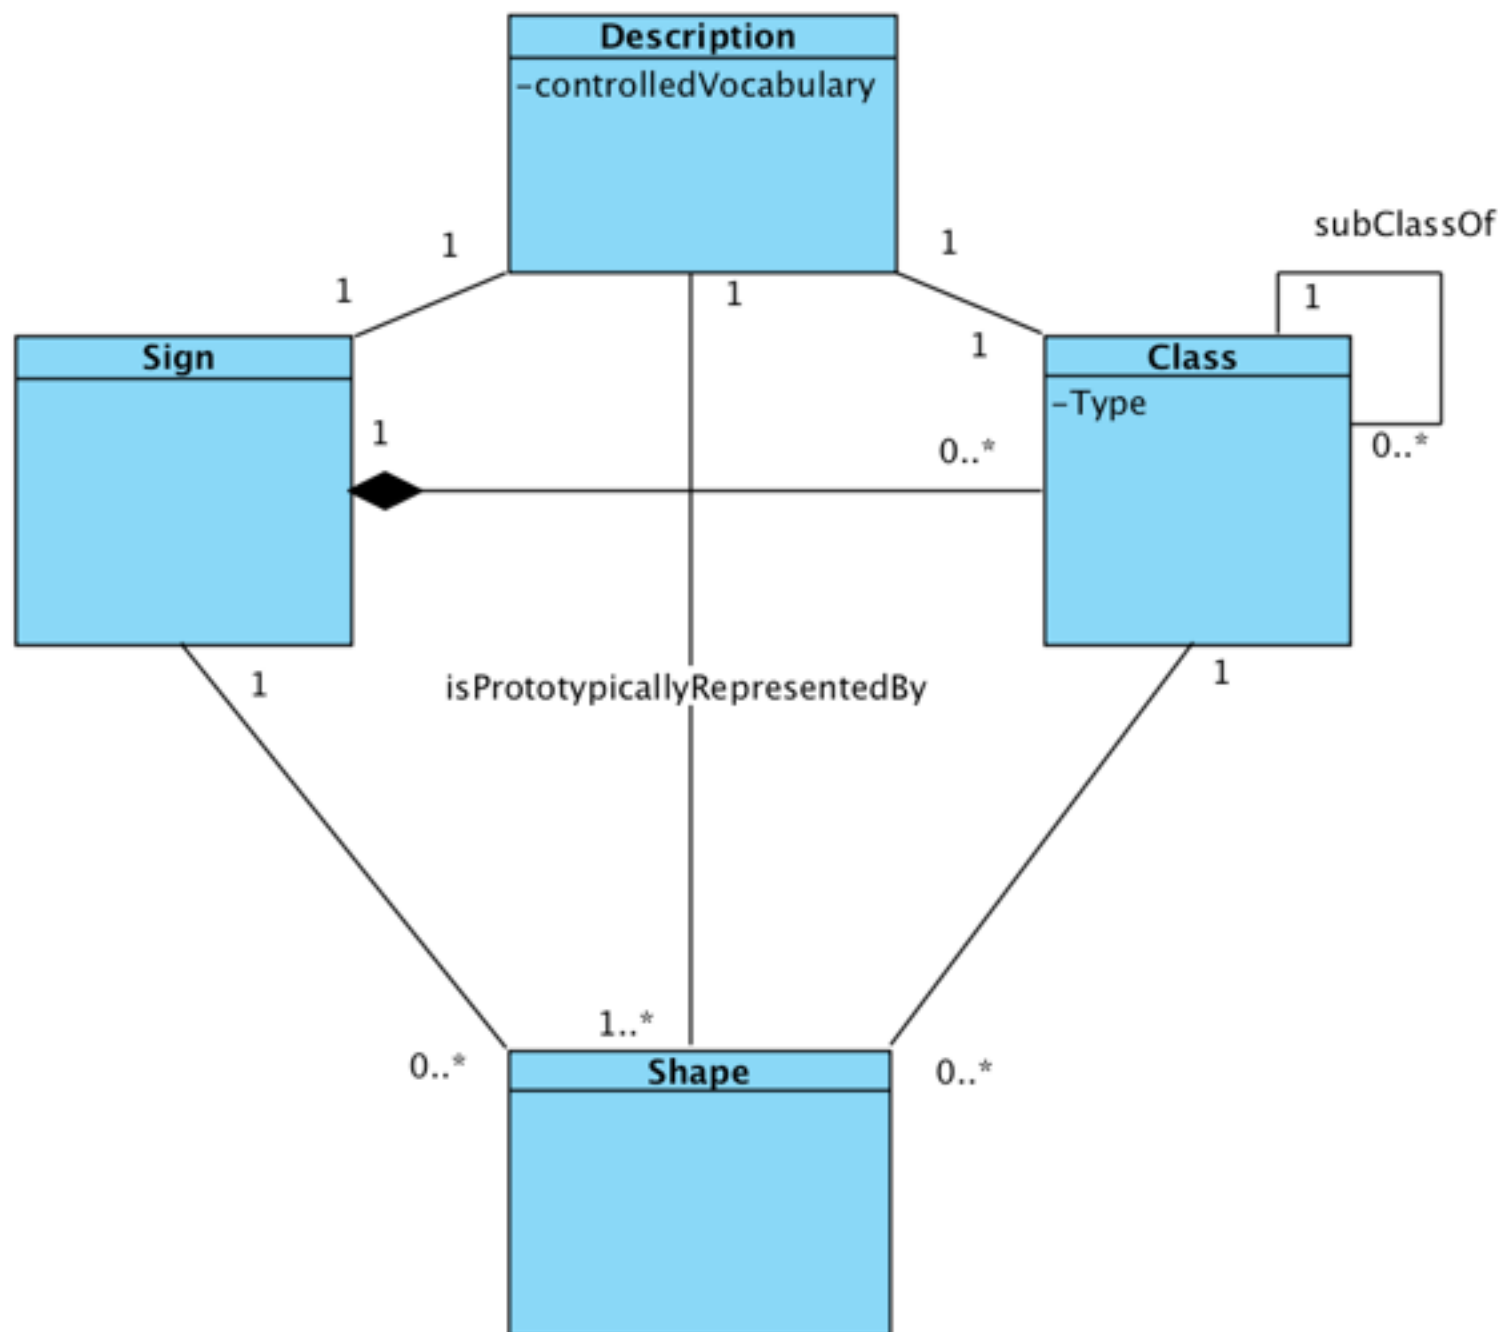 Description
-controlledVocabulary
subClassOf
1
1
1
1
1
1
Sign
Class
-Type
1
0..*
0..*
isPrototypicallyRepresentedBy
1
1
1..*
0..*
0..*
Shape